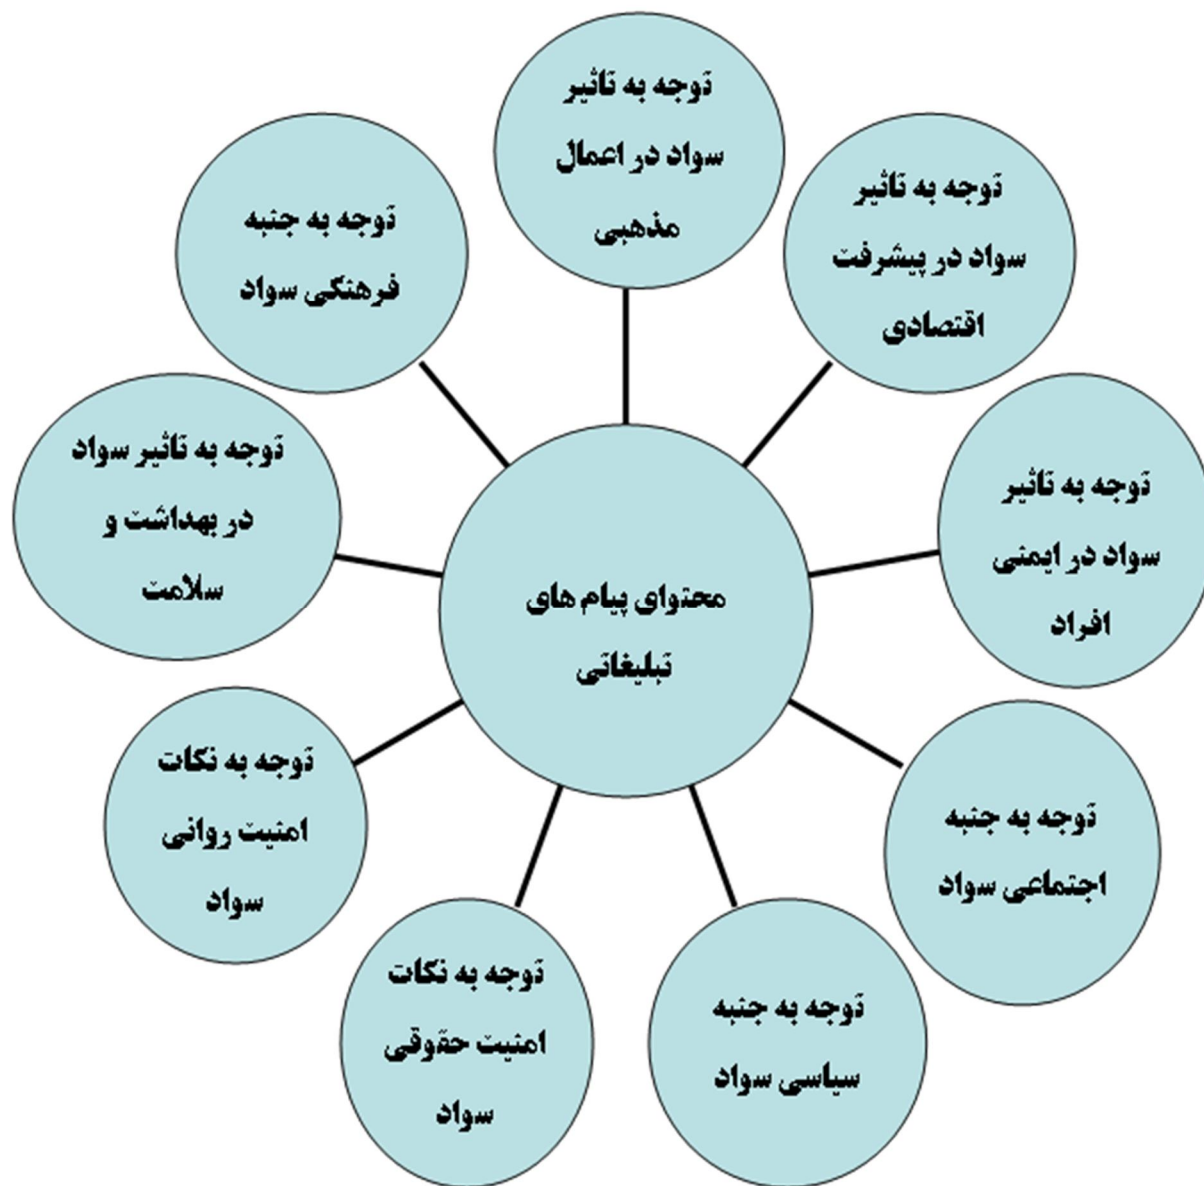 توجه به تاثیر
سواد در اعمال
مذهبی
توجه به تاثیر
سواد در پیشرفت
اقتصادی
توجه به تاثیر
سواد در ایمنی
افراد
توجه به جنبه
اجتماعی سواد
توجه به جنبه
سیاسی سواد
توجه به نکات
امنیت حقوقی
سواد
توجه به نکات
امنیت روانی
سواد
توجه به تاثیر سواد
در بهداشت و
سلامت
توجه به جنبه
فرهنگی سواد
محتوای پیام های
تبلیغاتی